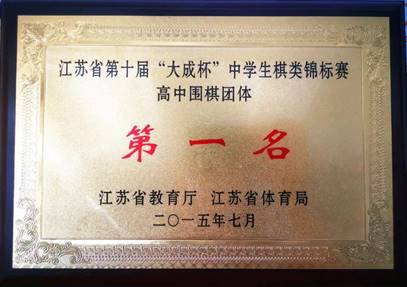 江苏省第十届“大成杯”中学生棋类锦标赛
高中围棋团体
第一名
江苏省教育厅 江苏省体育局
二〇一五年七月